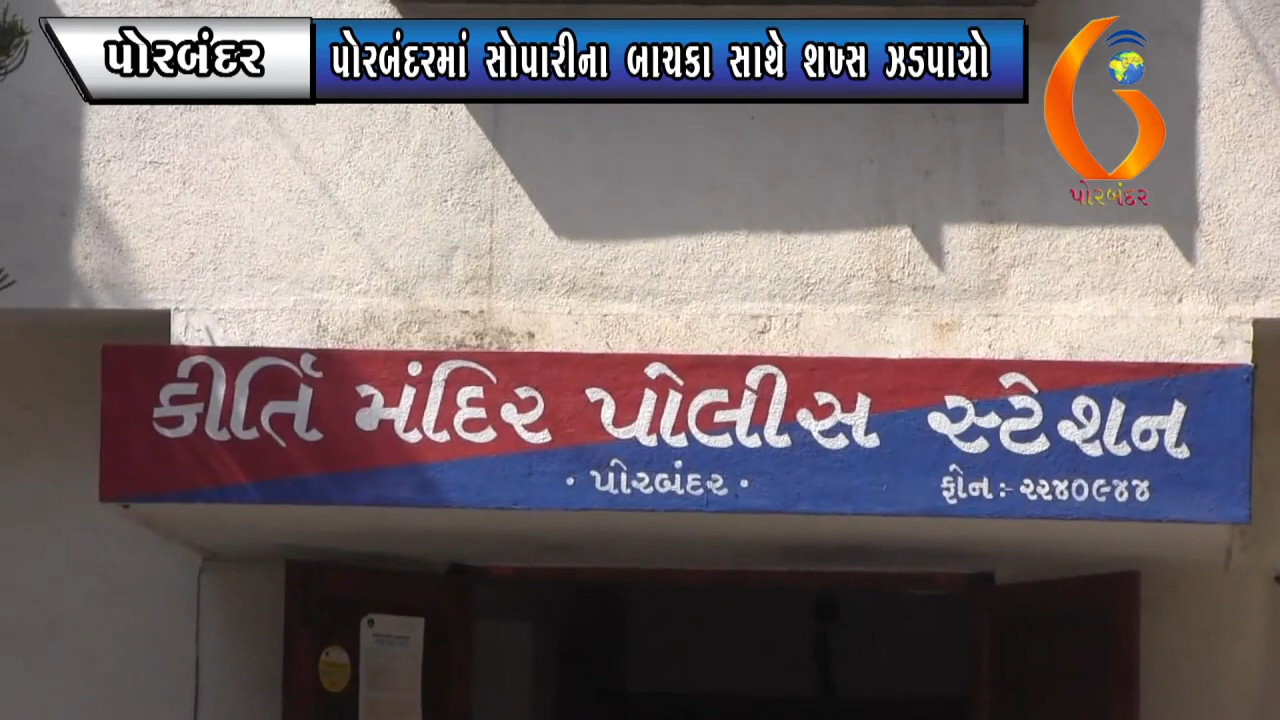 પોરબંદર
પોરબંદરમાં સોપારીના બાચકા સાથે શખ્સ ઝડપાયો
પોરબંદર
કીર્તિ મંદિર પોલીસ સ્ટેશન
• પોરબંદર •
ફોન :- ૨૨૪૦૯૪૪